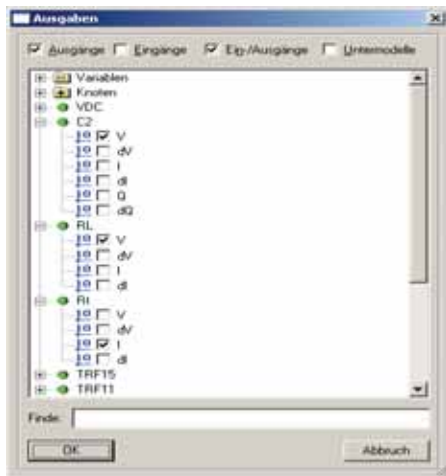 Ausgaben
Ausgänge Eingänge Ein-/Ausgänge Untermodelle
Variablen
Knoten
VDC
C2
V
dV
I
dI
Q
dQ
RL
V
dV
I
dI
RI
V
dV
I
dI
TRF15
TRF11
Finde:
OK Abbruch